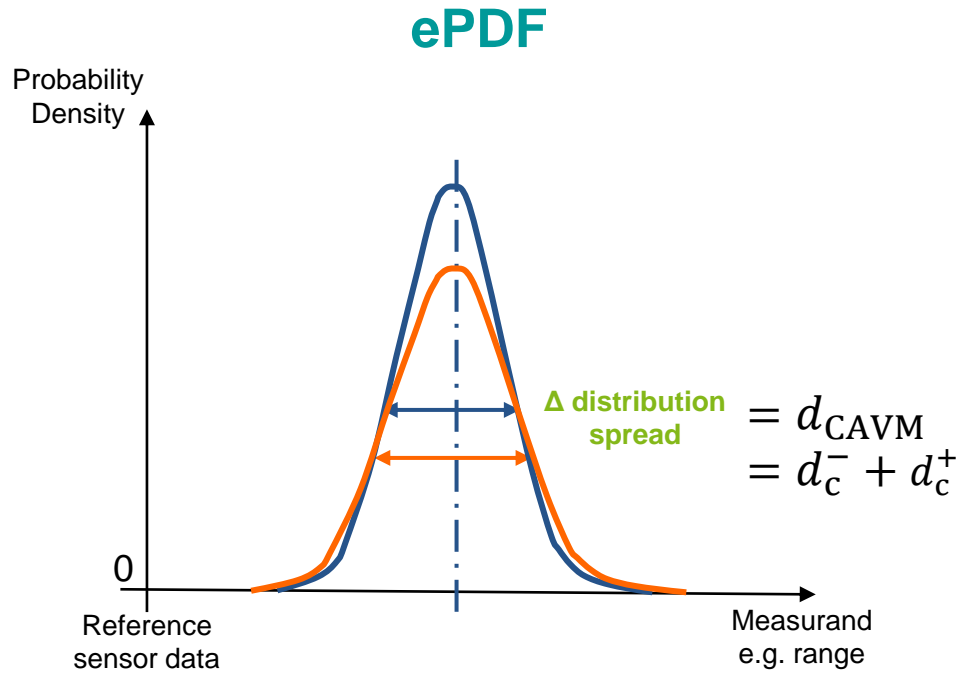 ePDF
Probability
Density
Δ distribution
spread
= d_CAVM
= d_c^- + d_c^+
0
Reference
sensor data
Measurand
e.g. range